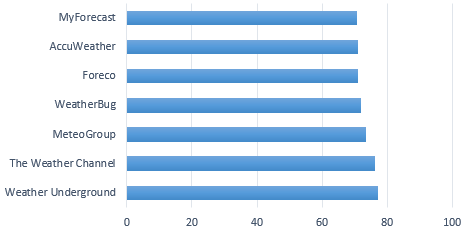 MyForecast
AccuWeather
Foreco
WeatherBug
MeteoGroup
The Weather Channel
Weather Underground
0 20 40 60 80 100